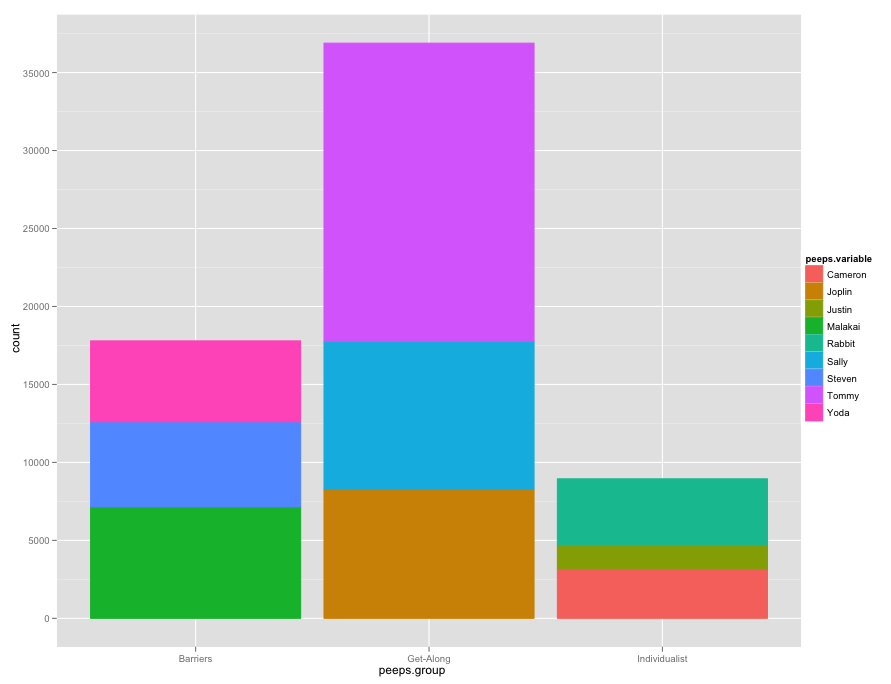 35000
30000
25000
20000
15000
10000
5000
0
count
Barriers Get-Along Individualist
peeps.group
peeps.variable
Cameron
Joplin
Justin
Malakai
Rabbit
Sally
Steven
Tommy
Yoda